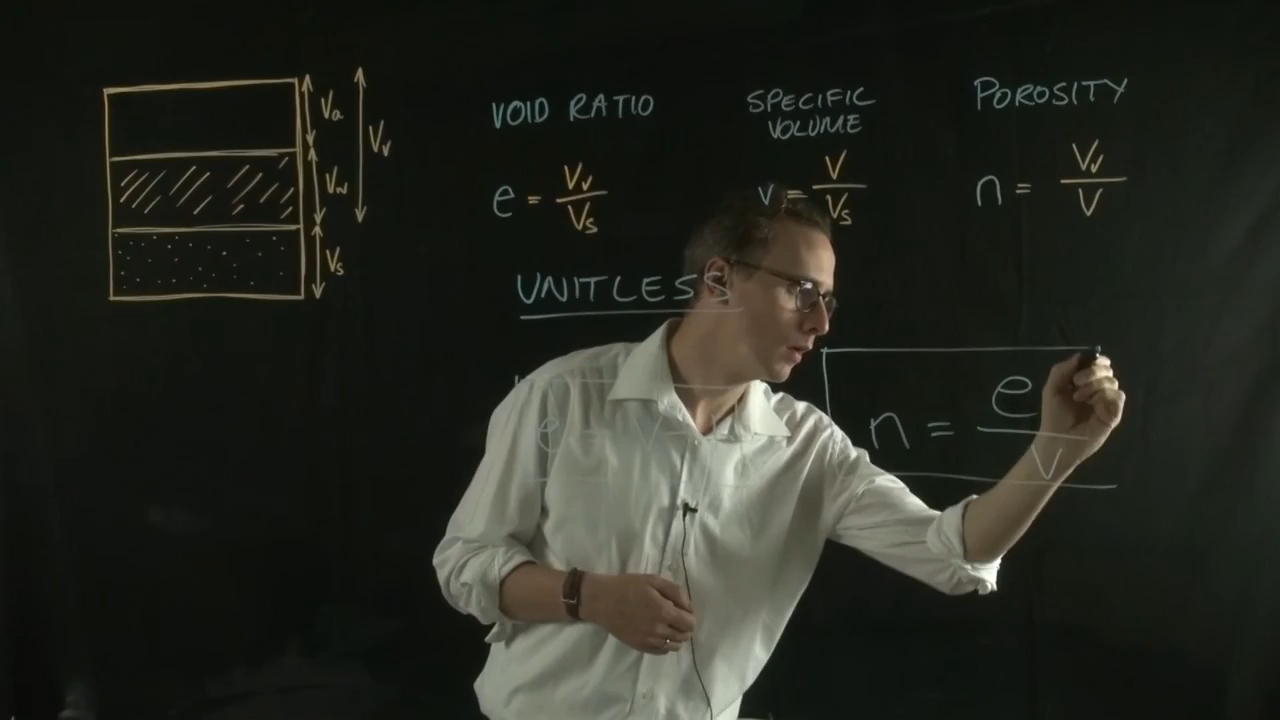 Va
Vw
Vs
Vv
VOID RATIO
e = Vv/Vs
SPECIFIC
VOLUME
v = V/Vs
POROSITY
n = Vv/V
UNITLESS
e = v -
n = e/v